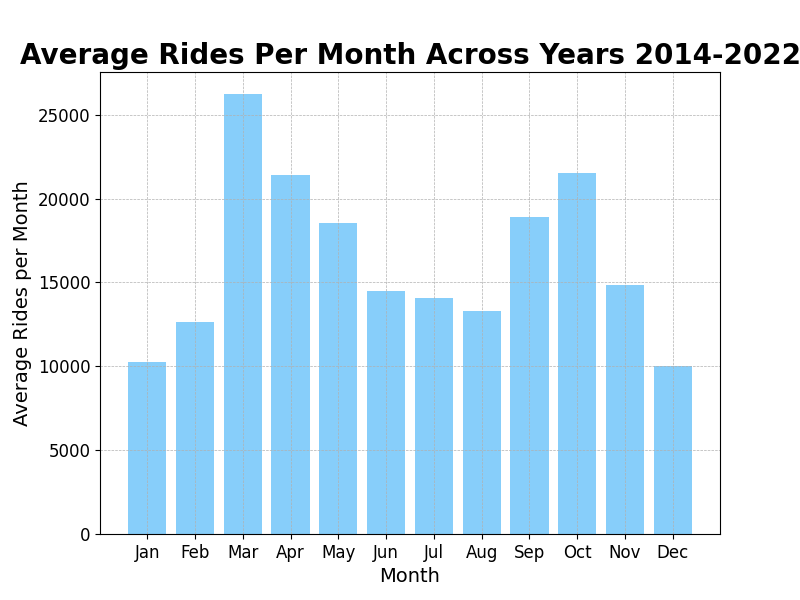 Average Rides Per Month Across Years 2014-2022
Average Rides per Month
25000
20000
15000
10000
5000
0
Jan Feb Mar Apr May Jun Jul Aug Sep Oct Nov Dec
Month